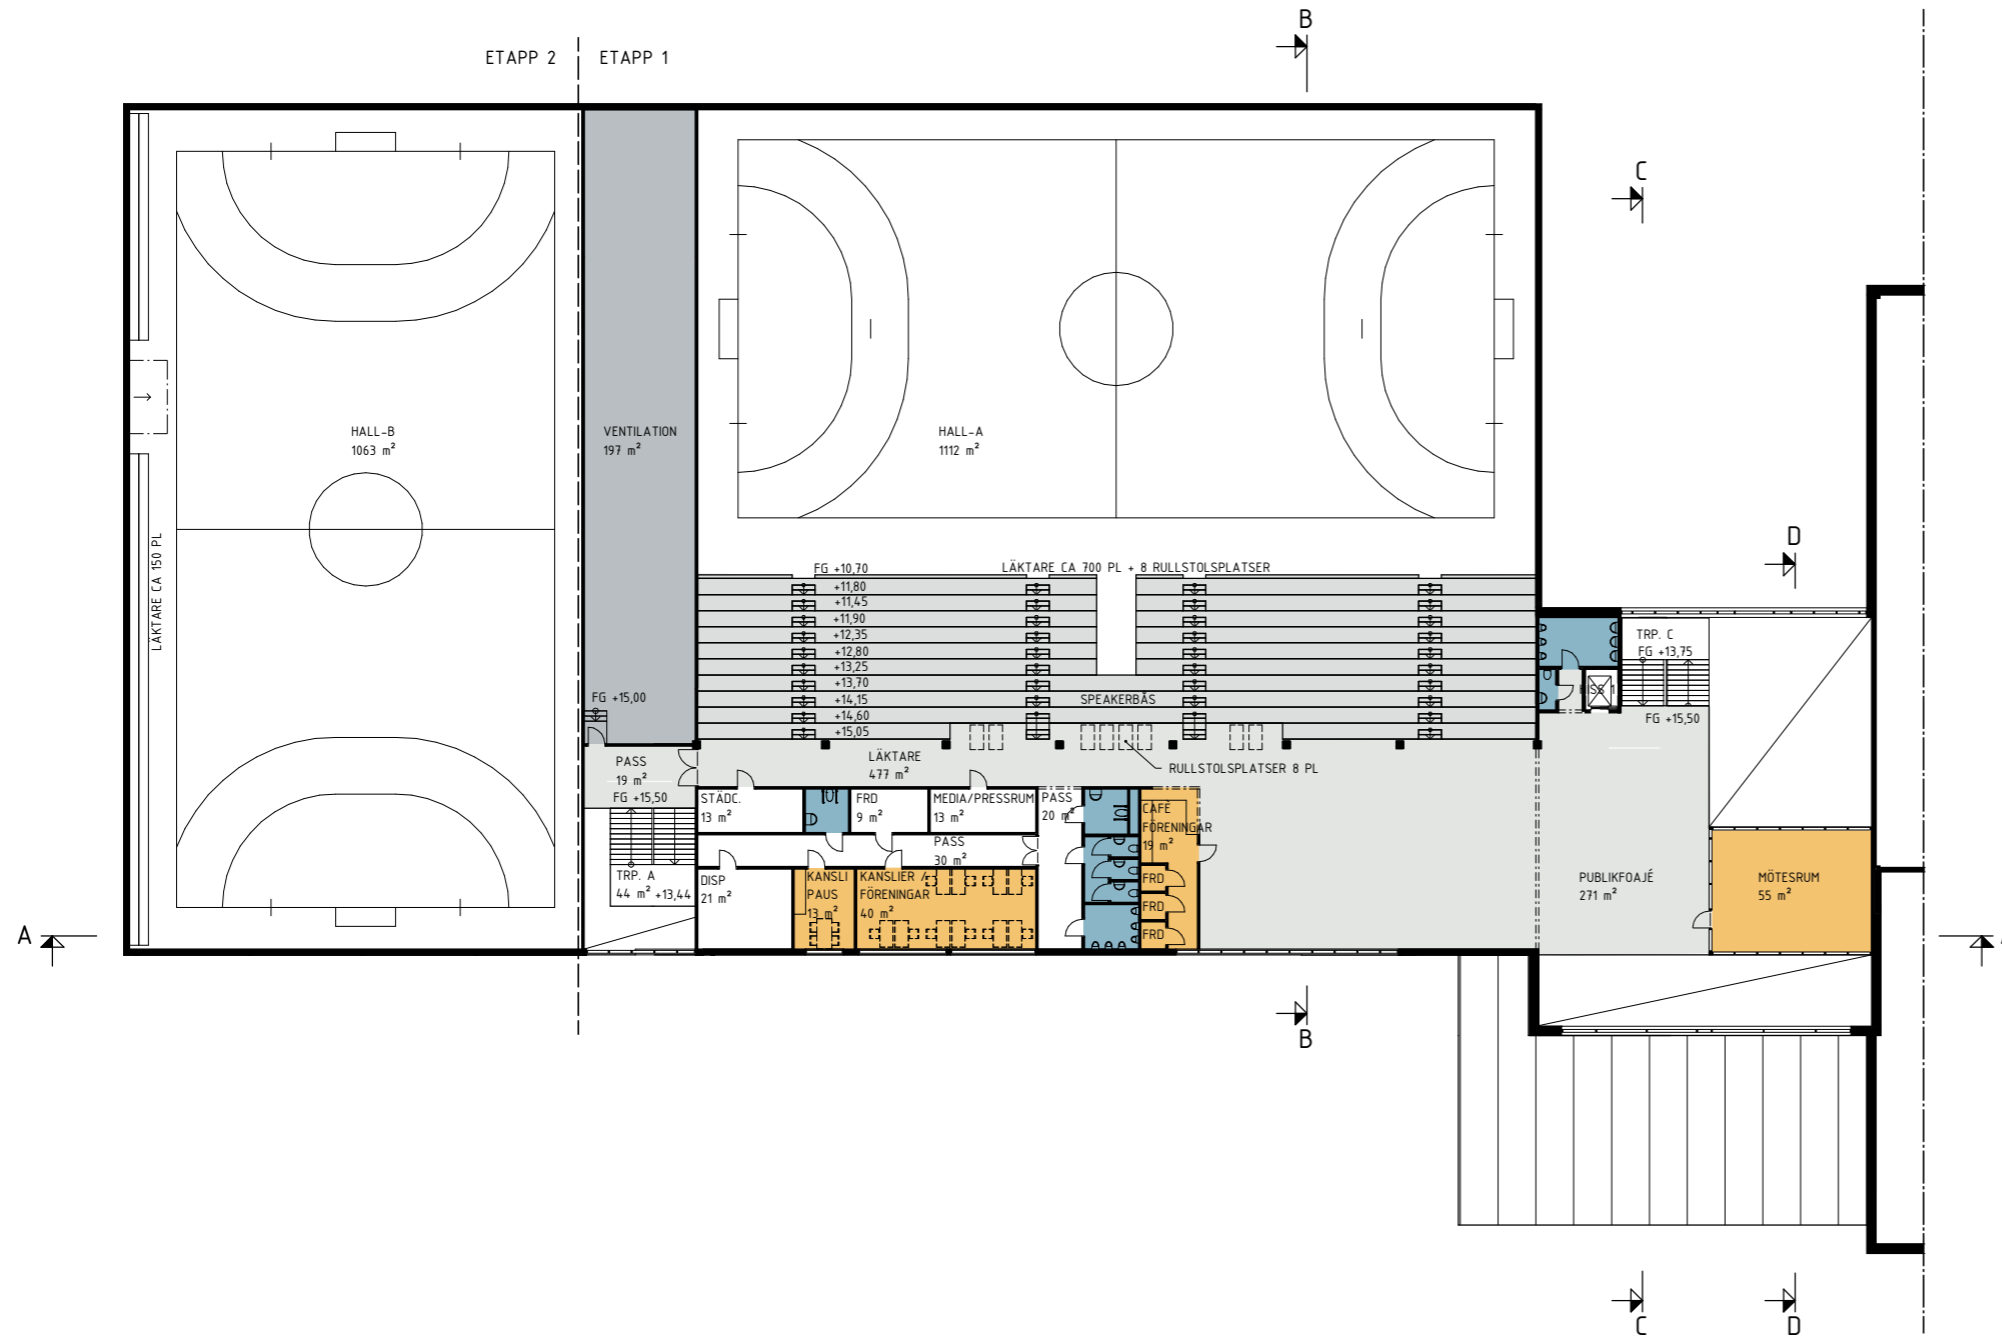 B
ETAPP 2
ETAPP 1
C
D
HALL-B
1063 m²
VENTILATION
197 m²
HALL-A
1112 m²
LÄKTARE CA 150 PL
FG +10,70
LÄKTARE CA 700 PL + 8 RULLSTOLSPLATSER
+11,80
+11,45
+11,90
+12,35
+12,80
+13,25
+13,70
+14,15
+14,60
+15,05
SPEAKERBÅS
TRP. C
FG +13,75
HISS 1
FG +15,50
FG +15,00
PASS
19 m²
FG +15,50
LÄKTARE
477 m²
RULLSTOLSPLATSER 8 PL
STÄDC.
13 m²
FRD
9 m²
MEDIA/PRESSRUM
13 m²
PASS
20 m²
CAFÈ
FÖRENINGAR
19 m²
PASS
30 m²
TRP. A
44 m²
+13,44
DISP
21 m²
KANSLI
PAUS
13 m²
KANSLIER /
FÖRENINGAR
40 m²
FRD
FRD
FRD
PUBLIKFOAJÉ
271 m²
MÖTESRUM
55 m²
A
B
C
D